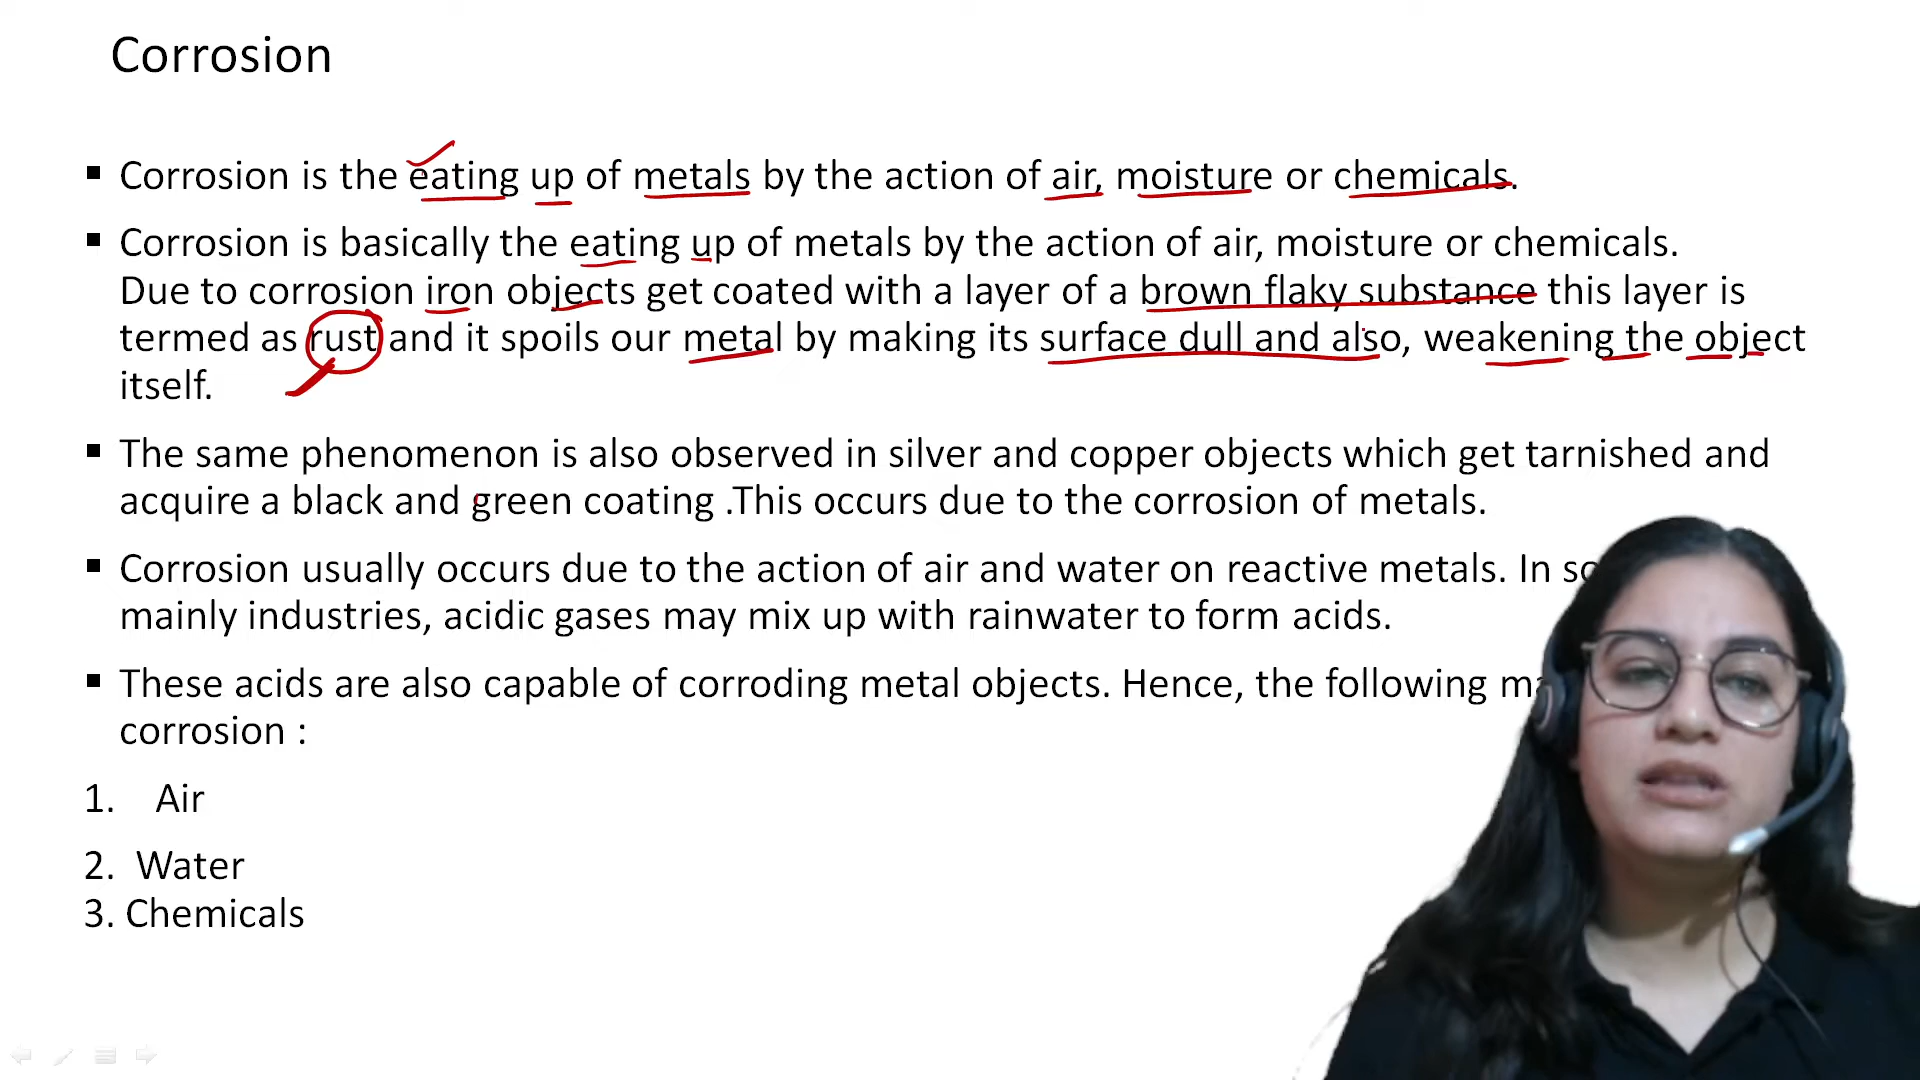 Corrosion
▪ Corrosion is the eating up of metals by the action of air, moisture or chemicals.
▪ Corrosion is basically the eating up of metals by the action of air, moisture or chemicals.
Due to corrosion iron objects get coated with a layer of a brown flaky substance this layer is
termed as rust and it spoils our metal by making its surface dull and also, weakening the object
itself.
▪ The same phenomenon is also observed in silver and copper objects which get tarnished and
acquire a black and green coating .This occurs due to the corrosion of metals.
▪ Corrosion usually occurs due to the action of air and water on reactive metals. In
mainly industries, acidic gases may mix up with rainwater to form acids.
▪ These acids are also capable of corroding metal objects. Hence, the following
corrosion :
1. Air
2. Water
3. Chemicals